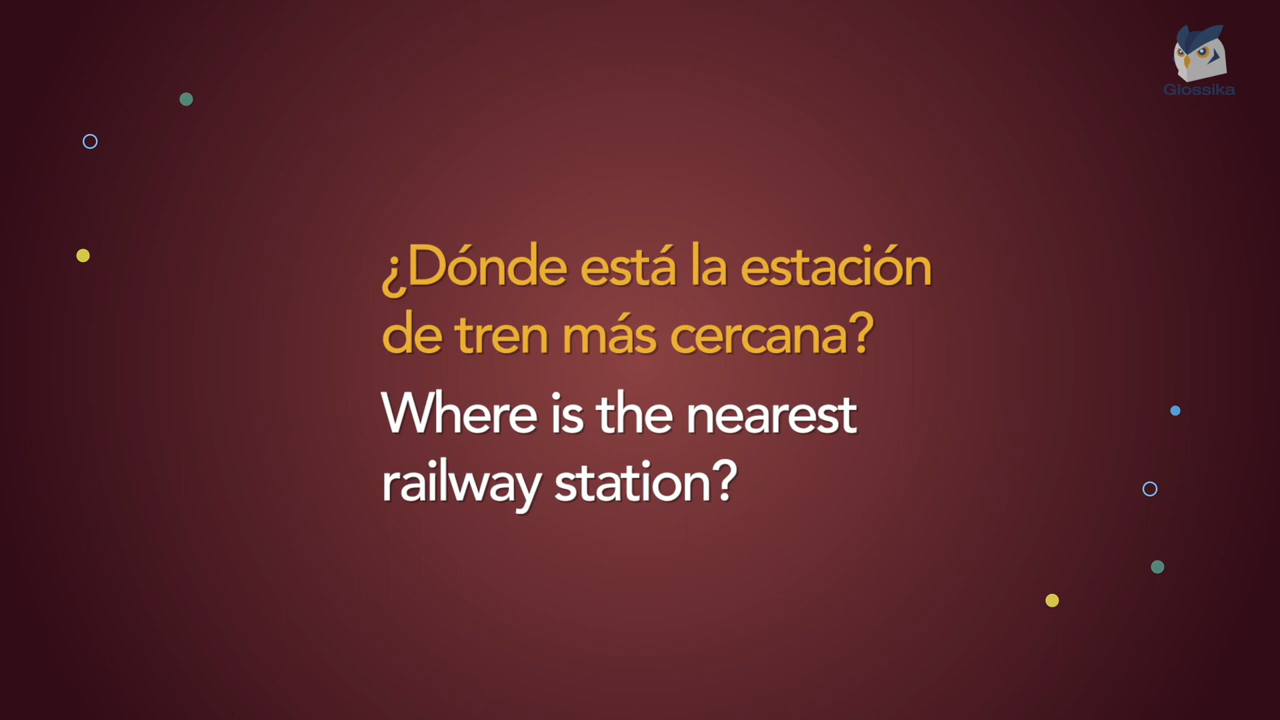 Glossika
¿Dónde está la estación
de tren más cercana?
Where is the nearest
railway station?